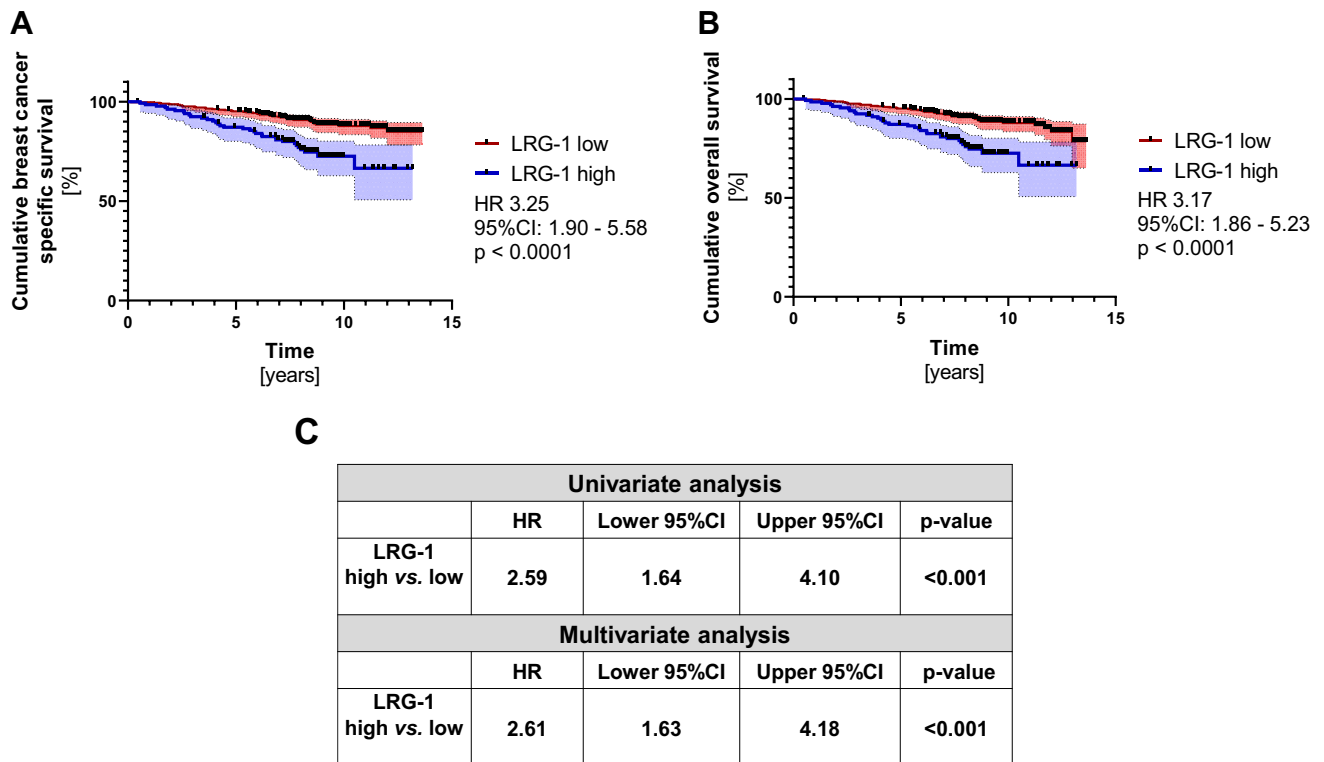 A
Cumulative breast cancer
specific survival
[%]
100
50
0
0
5
10
15
Time
[years]
LRG-1 low
LRG-1 high
HR 3.25
95%CI: 1.90 - 5.58
p < 0.0001
B
Cumulative overall survival
[%]
100
50
0
0
5
10
15
Time
[years]
LRG-1 low
LRG-1 high
HR 3.17
95%CI: 1.86 - 5.23
p < 0.0001
C
Univariate analysis
HR Lower 95%CI Upper 95%CI p-value
LRG-1
high vs. low 2.59 1.64 4.10 <0.001
Multivariate analysis
HR Lower 95%CI Upper 95%CI p-value
LRG-1
high vs. low 2.61 1.63 4.18 <0.001